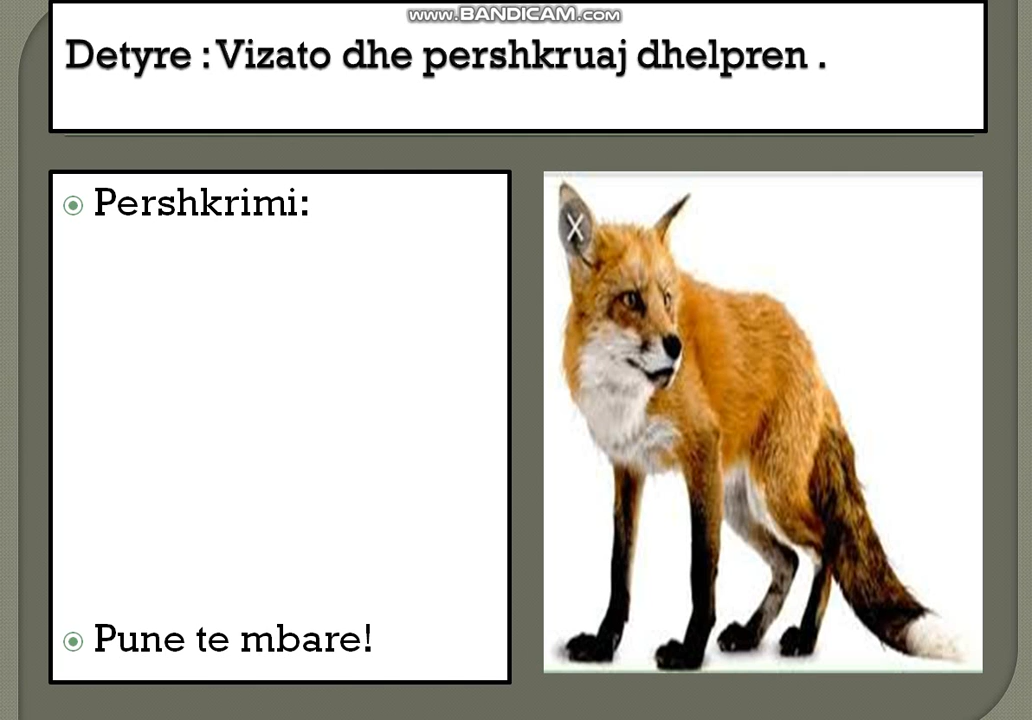 www.BANDICAM.com
Detyre : Vizato dhe pershkruaj dhelpren .
Pershkrimi:
X
Pune te mbare!